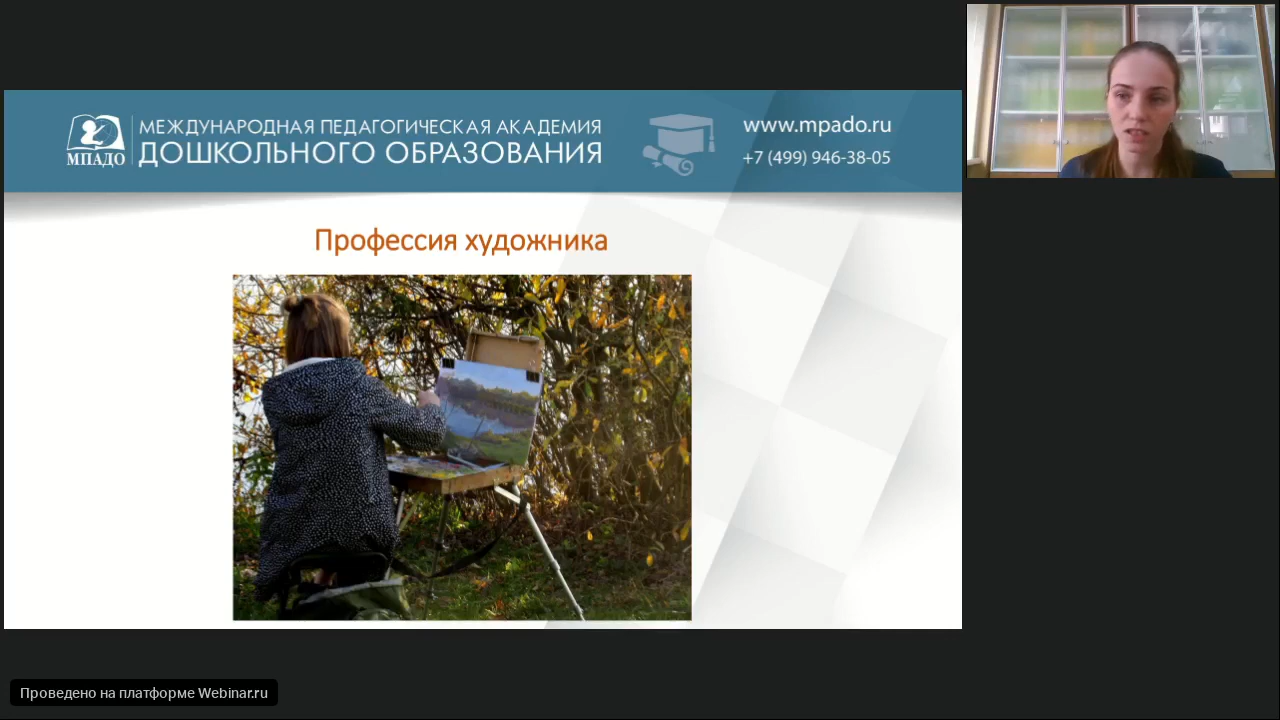 МПАДО
МЕЖДУНАРОДНАЯ ПЕДАГОГИЧЕСКАЯ АКАДЕМИЯ
ДОШКОЛЬНОГО ОБРАЗОВАНИЯ
www.mpado.ru
+7 (499) 946-38-05
Профессия художника
Проведено на платформе Webinar.ru